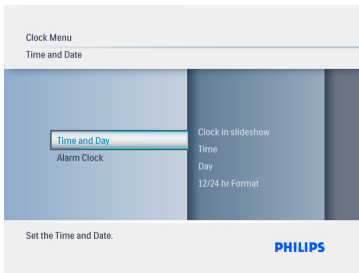 Clock Menu
Time and Date
Time and Day
Alarm Clock
Clock in slideshow
Time
Day
12/24 hr Format
Set the Time and Date.
PHILIPS